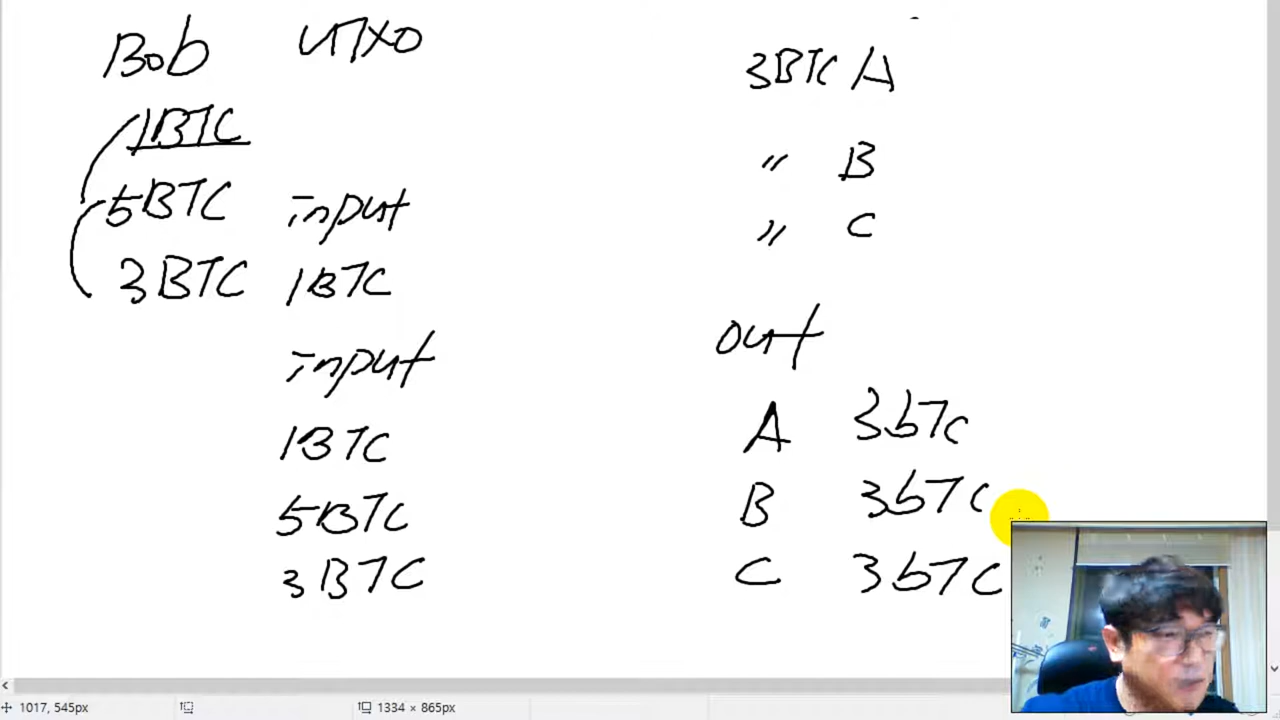 Bob UTXO
1BTC
5BTC input
3BTC 1BTC
input
1BTC
5BTC
3BTC
3BTC A
〃 B
〃 C
out
A 3bTC
B 3bTC
C 3bTC
1017, 545px
1334 × 865px